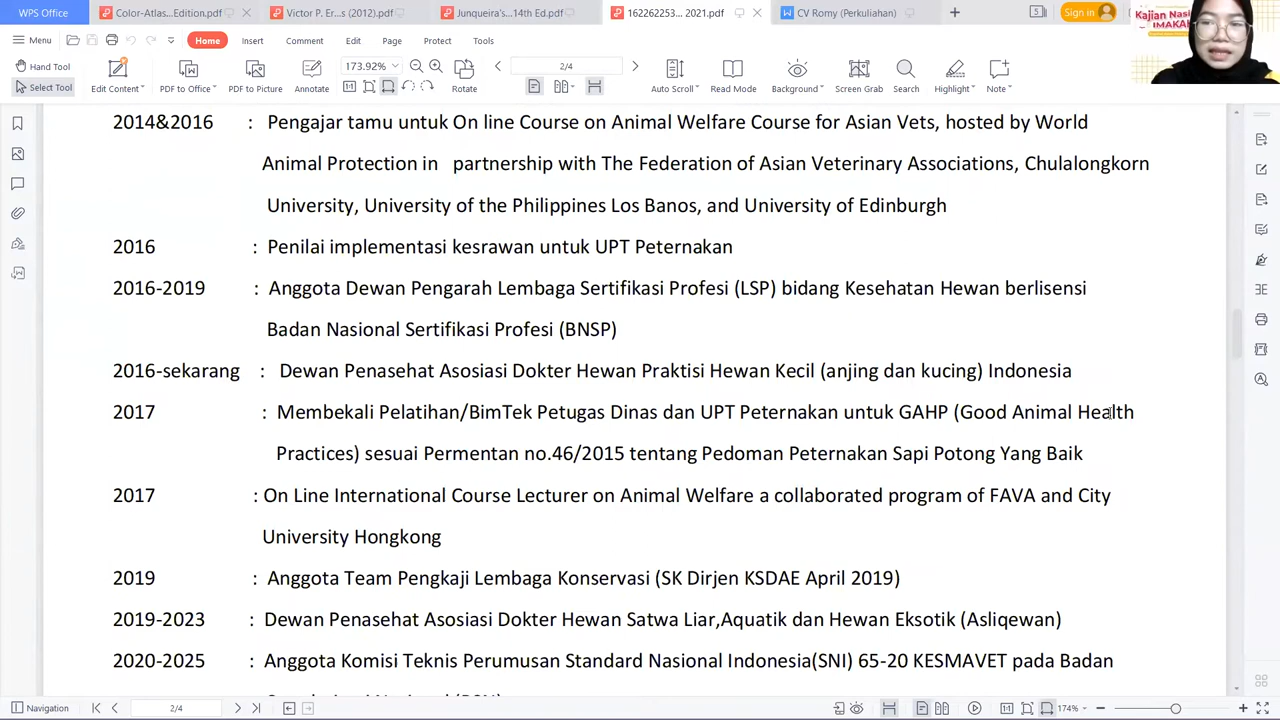 WPS Office
Color-Atlas...Edition.pdf
Victor P. Er...s (2012).pdf
Junqueira's...14th Ed.pdf
162262253... 2021.pdf
CV Romy (Perkuliahan)
Sign in
Kajian
IMAKAHI
Menu
Home
Insert
Comment
Edit
Page
Protect
Tools
Hand Tool
Select Tool
Edit Content
PDF to Office
PDF to Picture
Annotate
173.92%
Rotate
2/4
Auto Scroll
Read Mode
Background
Screen Grab
Search
Highlight
Note
2014&2016 : Pengajar tamu untuk On line Course on Animal Welfare Course for Asian Vets, hosted by World
Animal Protection in partnership with The Federation of Asian Veterinary Associations, Chulalongkorn
University, University of the Philippines Los Banos, and University of Edinburgh
2016 : Penilai implementasi kesrawan untuk UPT Peternakan
2016-2019 : Anggota Dewan Pengarah Lembaga Sertifikasi Profesi (LSP) bidang Kesehatan Hewan berlisensi
Badan Nasional Sertifikasi Profesi (BNSP)
2016-sekarang : Dewan Penasehat Asosiasi Dokter Hewan Praktisi Hewan Kecil (anjing dan kucing) Indonesia
2017 : Membekali Pelatihan/BimTek Petugas Dinas dan UPT Peternakan untuk GAHP (Good Animal Health
Practices) sesuai Permentan no.46/2015 tentang Pedoman Peternakan Sapi Potong Yang Baik
2017 : On Line International Course Lecturer on Animal Welfare a collaborated program of FAVA and City
University Hongkong
2019 : Anggota Team Pengkaji Lembaga Konservasi (SK Dirjen KSDAE April 2019)
2019-2023 : Dewan Penasehat Asosiasi Dokter Hewan Satwa Liar,Aquatik dan Hewan Eksotik (Asliqewan)
2020-2025 : Anggota Komisi Teknis Perumusan Standard Nasional Indonesia(SNI) 65-20 KESMAVET pada Badan
Navigation
2/4
174%